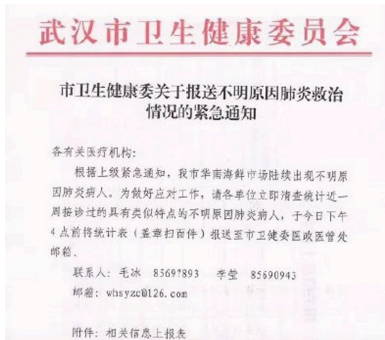 武汉市卫生健康委员会
市卫生健康委关于报送不明原因肺炎救治
情况的紧急通知
各有关医疗机构：
根据上级紧急通知，我市华南海鲜市场陆续出现不明原
因肺炎病人。为做好应对工作，请各单位立即清查统计近一
周接诊过的具有类似特点的不明原因肺炎病人，于今日下午
4点前将统计表（盖章扫面件）报送至市卫健委医政医管处
邮箱。
联系人：毛冰 85697893 李莹 85690943
邮箱：whsyzc@126.com
附件：相关信息上报表